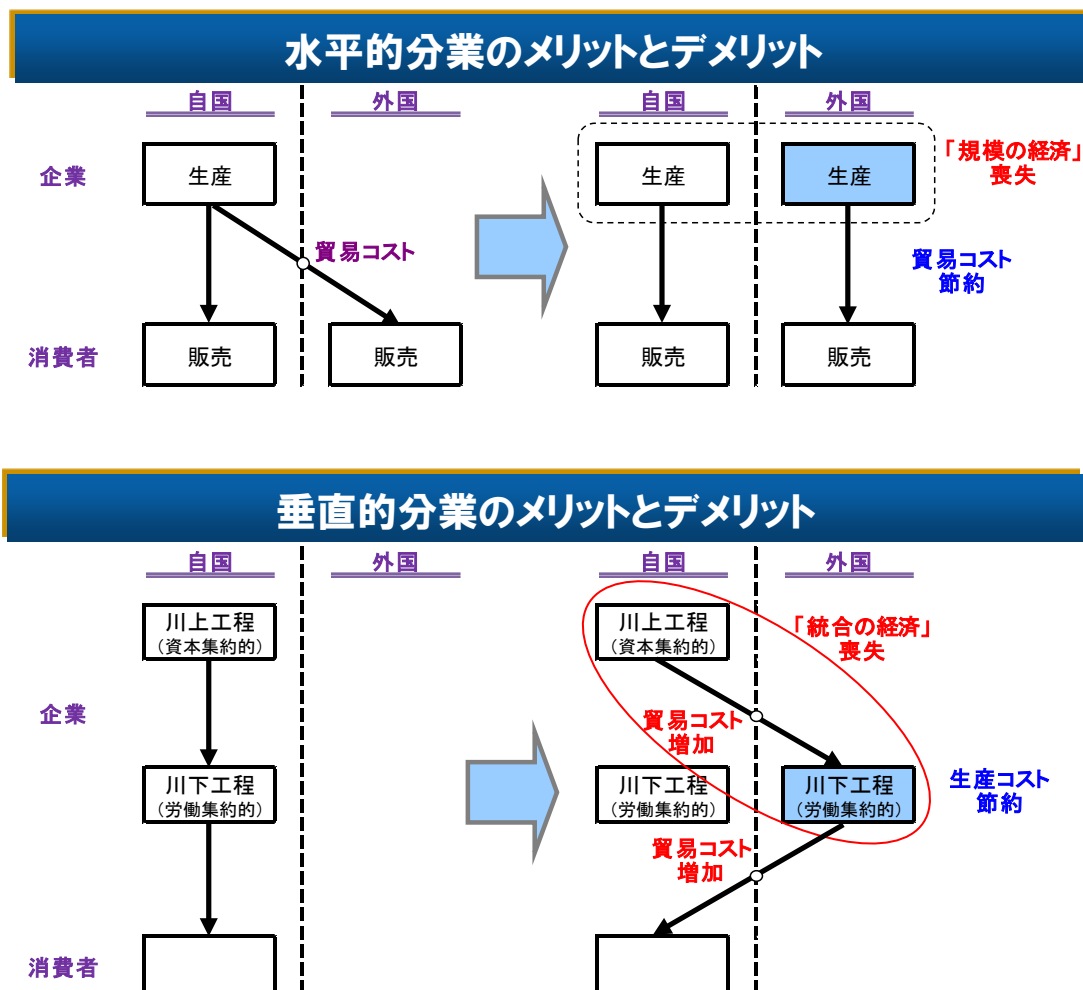 水平的分業のメリットとデメリット
自国
外国
自国
外国
企業
生産
生産
生産
「規模の経済」
喪失
貿易コスト
貿易コスト
節約
消費者
販売
販売
販売
販売
垂直的分業のメリットとデメリット
自国
外国
自国
外国
川上工程
(資本集約的)
川上工程
(資本集約的)
「統合の経済」
喪失
企業
貿易コスト
増加
川下工程
(労働集約的)
川下工程
(労働集約的)
川下工程
(労働集約的)
生産コスト
節約
貿易コスト
増加
消費者